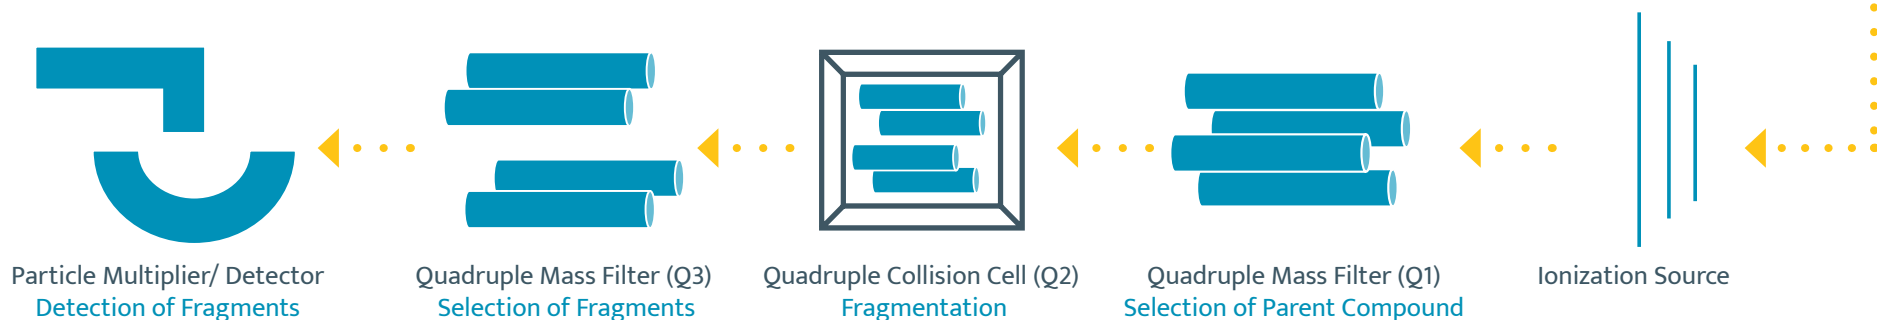 Particle Multiplier/ Detector
Detection of Fragments
Quadruple Mass Filter (Q3)
Selection of Fragments
Quadruple Collision Cell (Q2)
Fragmentation
Quadruple Mass Filter (Q1)
Selection of Parent Compound
Ionization Source